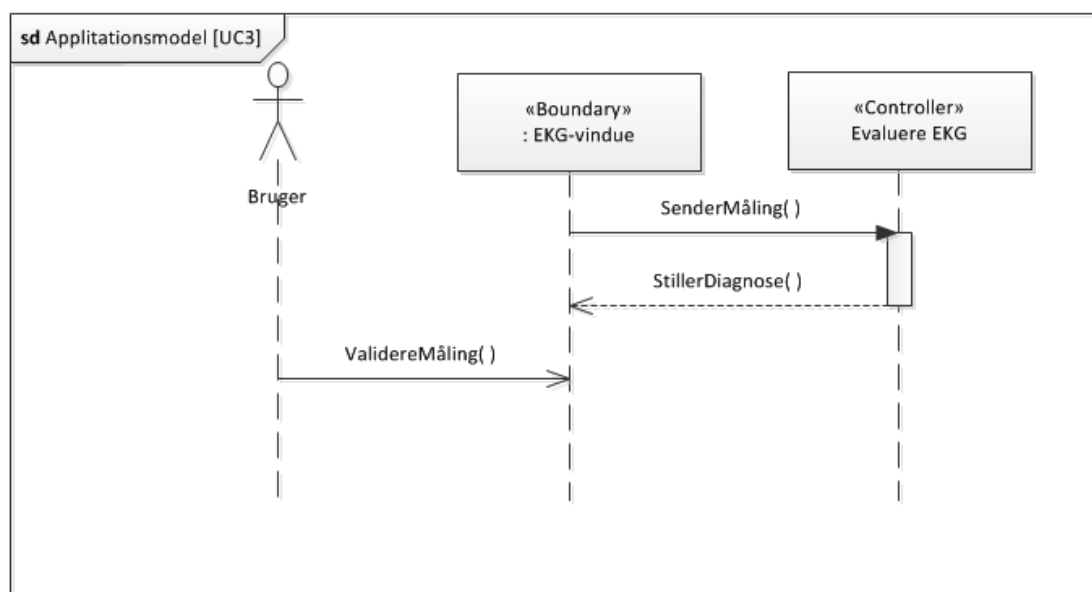 sd Applitationsmodel [UC3]
«Boundary»
: EKG-vindue
«Controller»
Evaluere EKG
Bruger
SenderMåling( )
StillerDiagnose( )
ValidereMåling( )